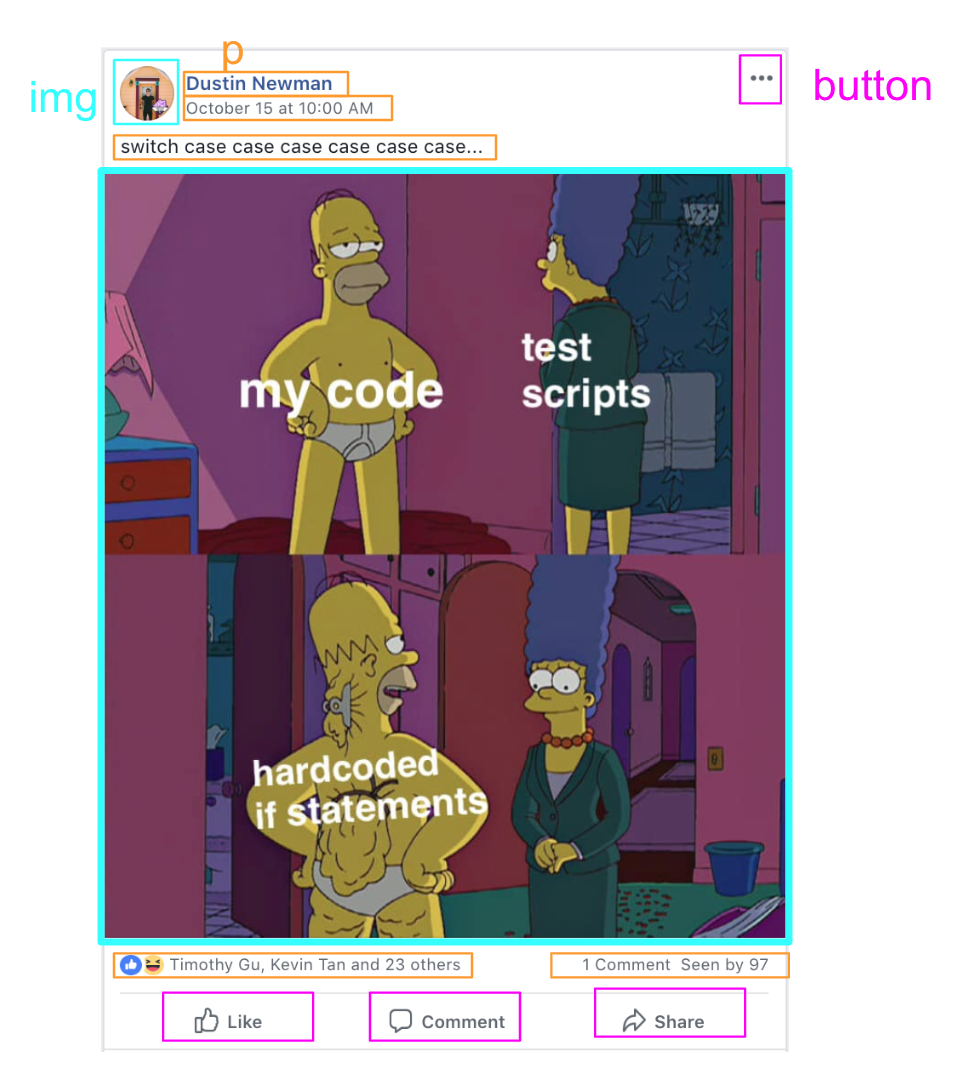 p
img
Dustin Newman
October 15 at 10:00 AM
•••
button
switch case case case case case case...
my code
test
scripts
hardcoded
if statements
Timothy Gu, Kevin Tan and 23 others
1 Comment Seen by 97
Like
Comment
Share